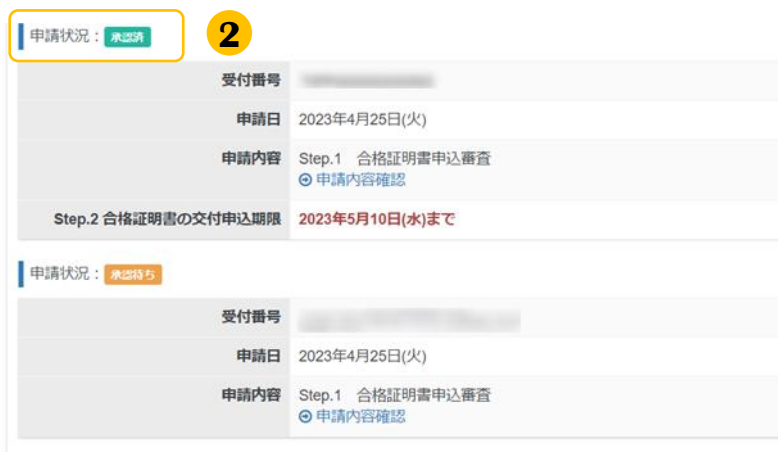 申請状況： 承認済
2
受付番号
申請日 2023年4月25日(火)
申請内容 Step.1 合格証明書申込審査
申請内容確認
Step.2 合格証明書の交付申込期限 2023年5月10日(水)まで
申請状況： 承認待ち
受付番号
申請日 2023年4月25日(火)
申請内容 Step.1 合格証明書申込審査
申請内容確認